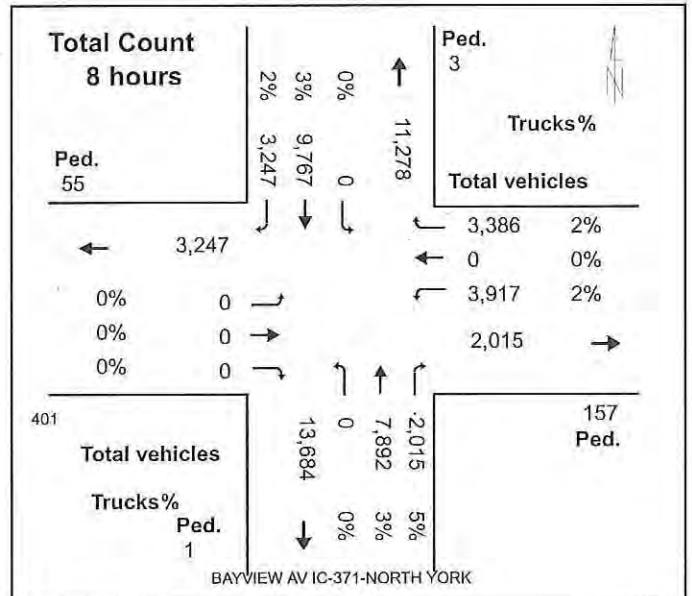 Total Count
8 hours
2% 3,247
3% 9,767
0% 0
11,278
Ped.
3
N
Trucks%
Total vehicles
Ped.
55
3,386 2%
0 0%
3,917 2%
2,015
3,247
0% 0
0% 0
0% 0
401
Total vehicles
Trucks%
Ped.
1
13,684
0 0%
7,892 3%
2,015 5%
157
Ped.
BAYVIEW AV IC-371-NORTH YORK